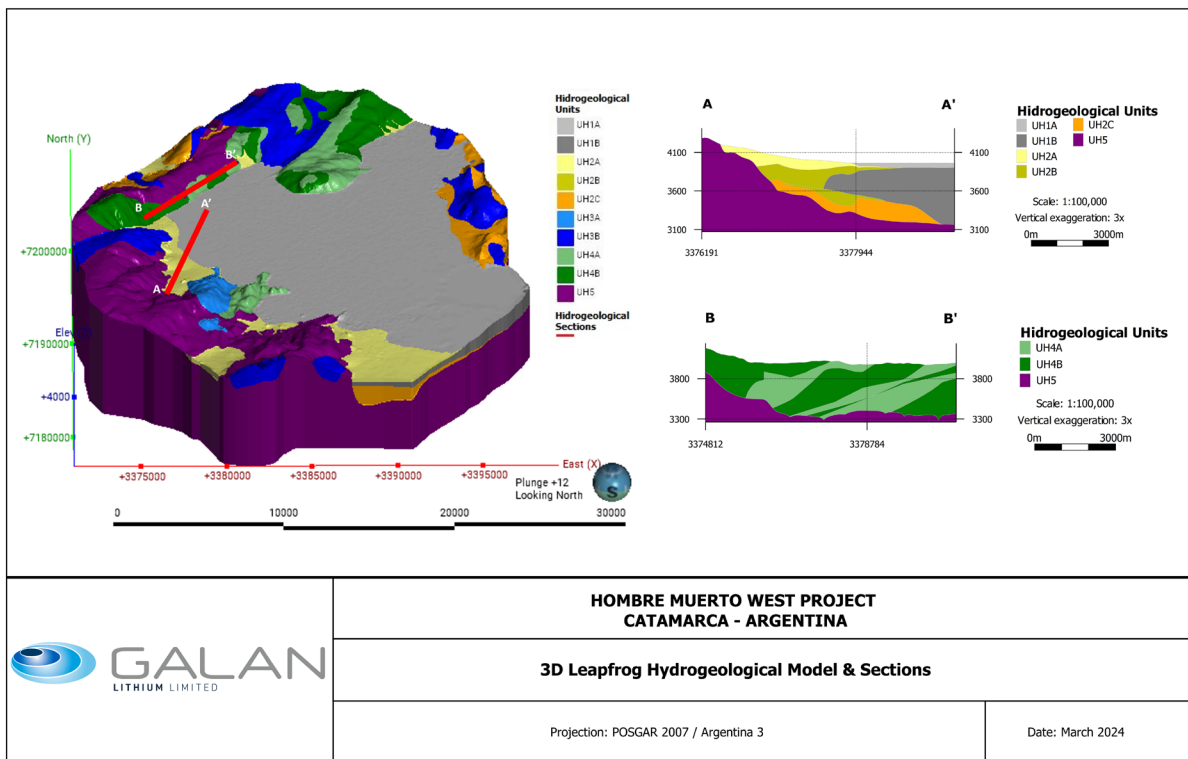 North (Y)
+7200000
Elev
+7190000
+4000
+7180000
+3375000
+3380000
+3385000
+3390000
+3395000
East (X)
Plunge +12
Looking North
S
0
10000
20000
30000
B'
B
A'
A
Hidrogeological
Units
UH1A
UH1B
UH2A
UH2B
UH2C
UH3A
UH3B
UH4A
UH4B
UH5
Hidrogeological
Sections
A
A'
4100
4100
3600
3600
3100
3100
3376191
3377944
Hidrogeological Units
UH1A
UH2C
UH1B
UH5
UH2A
UH2B
Scale: 1:100,000
Vertical exaggeration: 3x
0m
3000m
B
B'
3800
3800
3300
3300
3374812
3378784
Hidrogeological Units
UH4A
UH4B
UH5
Scale: 1:100,000
Vertical exaggeration: 3x
0m
3000m
GALAN
LITHIUM LIMITED
HOMBRE MUERTO WEST PROJECT
CATAMARCA - ARGENTINA
3D Leapfrog Hydrogeological Model & Sections
Projection: POSGAR 2007 / Argentina 3
Date: March 2024